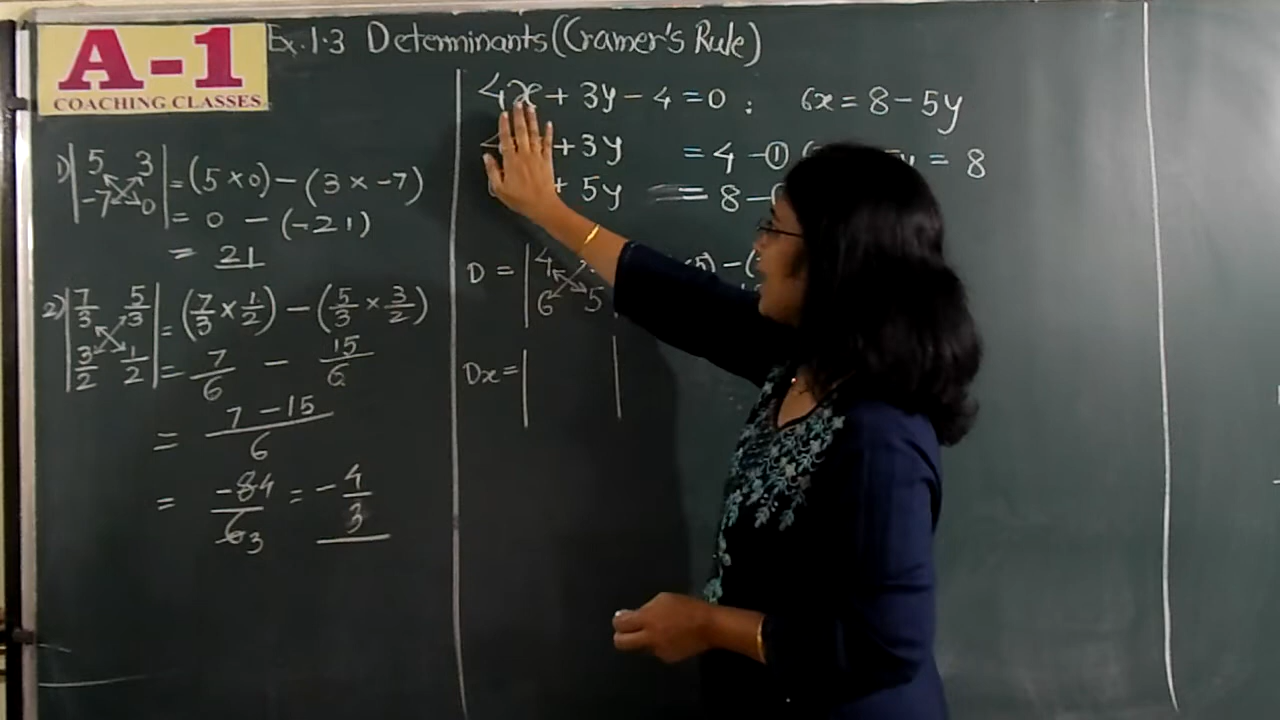 A-1
COACHING CLASSES
Ex. 1.3 Determinants (Cramer's Rule)
1) | 5 3 | = (5 × 0) - (3 × -7)
| -7 0 | = 0 - (-21)
= 21
2) | 7/3 5/3 | = (7/3 × 1/2) - (5/3 × 3/2)
| 3/2 1/2 | = 7/6 - 15/6
= 7 - 15 / 6
= -84 / 63 = -4/3
4x + 3y - 4 = 0 ; 6x = 8 - 5y
+ 3y = 4 - ① y = 8
+ 5y = 8 -
D = | 4
6 5 |
Dx = | |